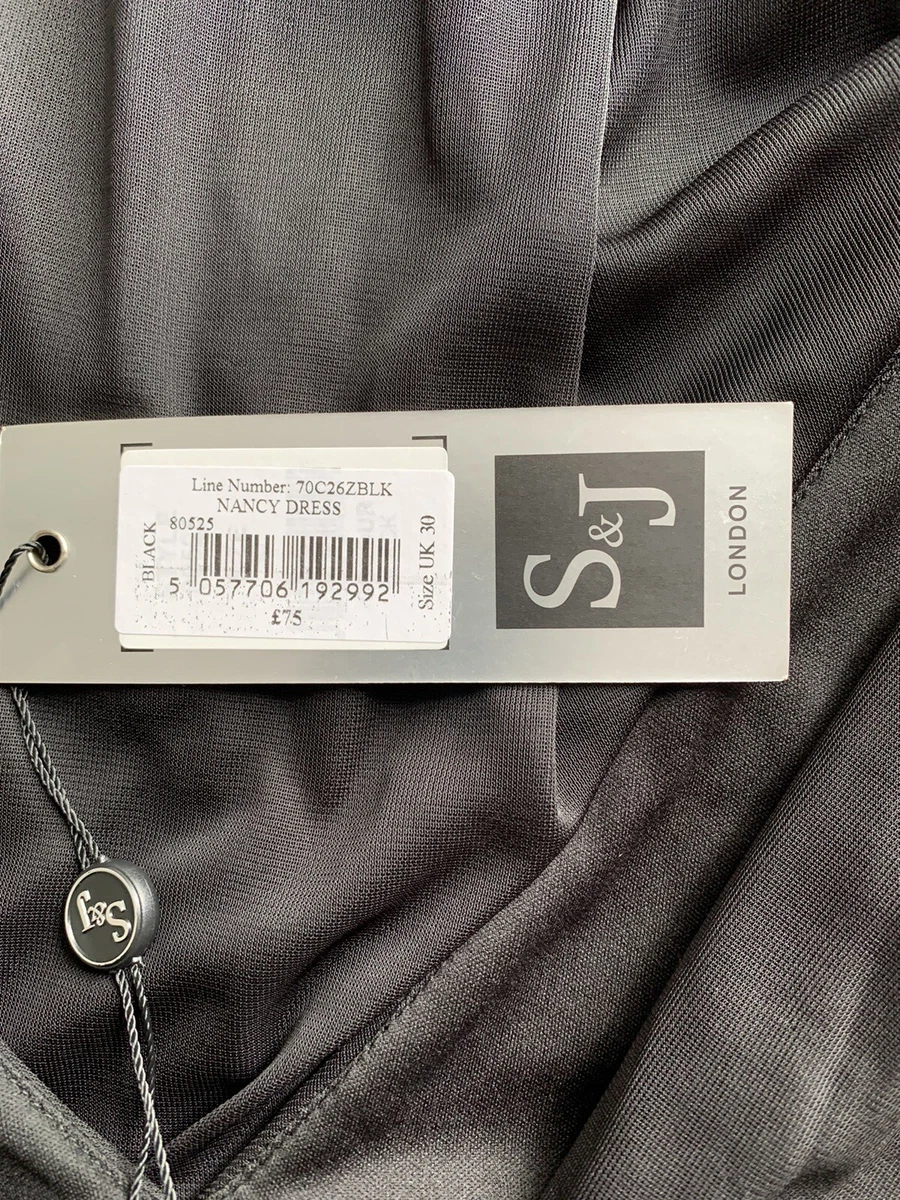 Line Number: 70C26ZBLK
NANCY DRESS
80525
BLACK
5 057706 192992
Size UK 30
£75
S&J
LONDON
S&J